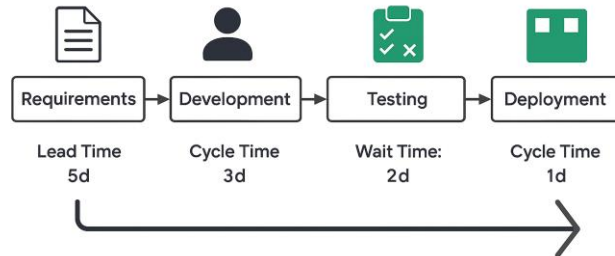 Requirements
Development
Testing
Deployment
Lead Time
5d
Cycle Time
3d
Wait Time:
2d
Cycle Time
1d